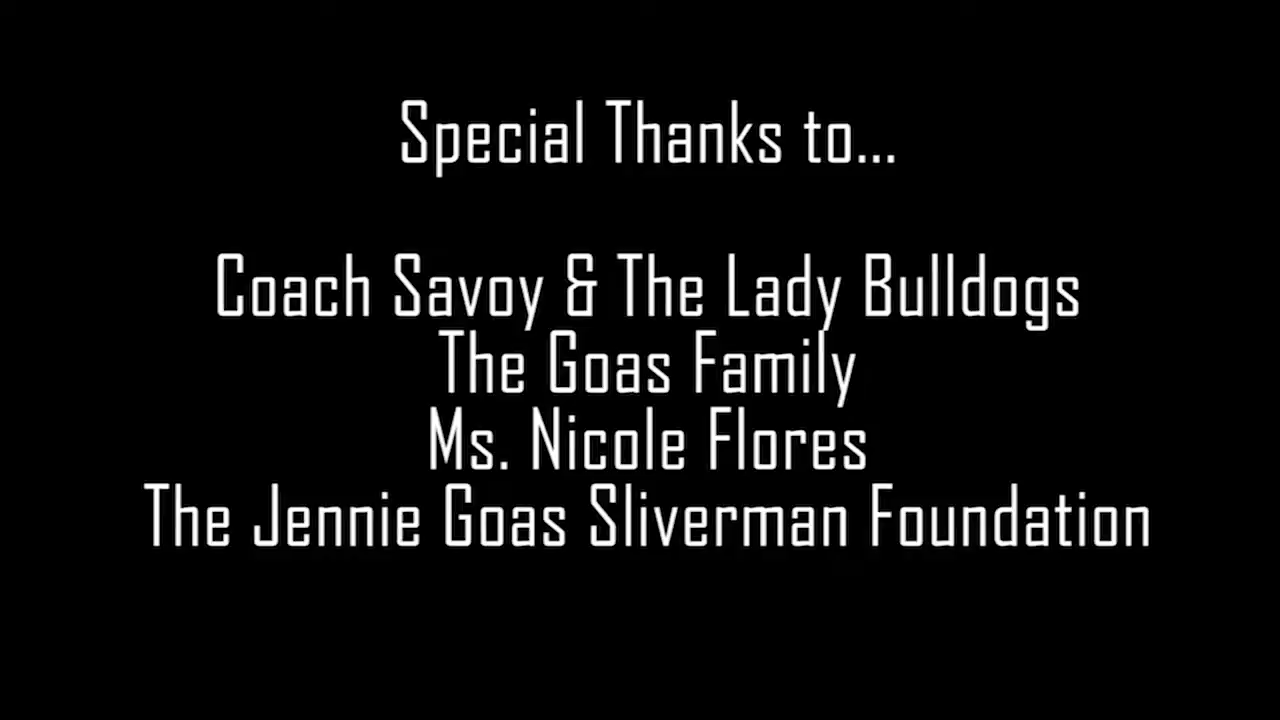 Special Thanks to...
Coach Savoy & The Lady Bulldogs
The Goas Family
Ms. Nicole Flores
The Jennie Goas Sliverman Foundation